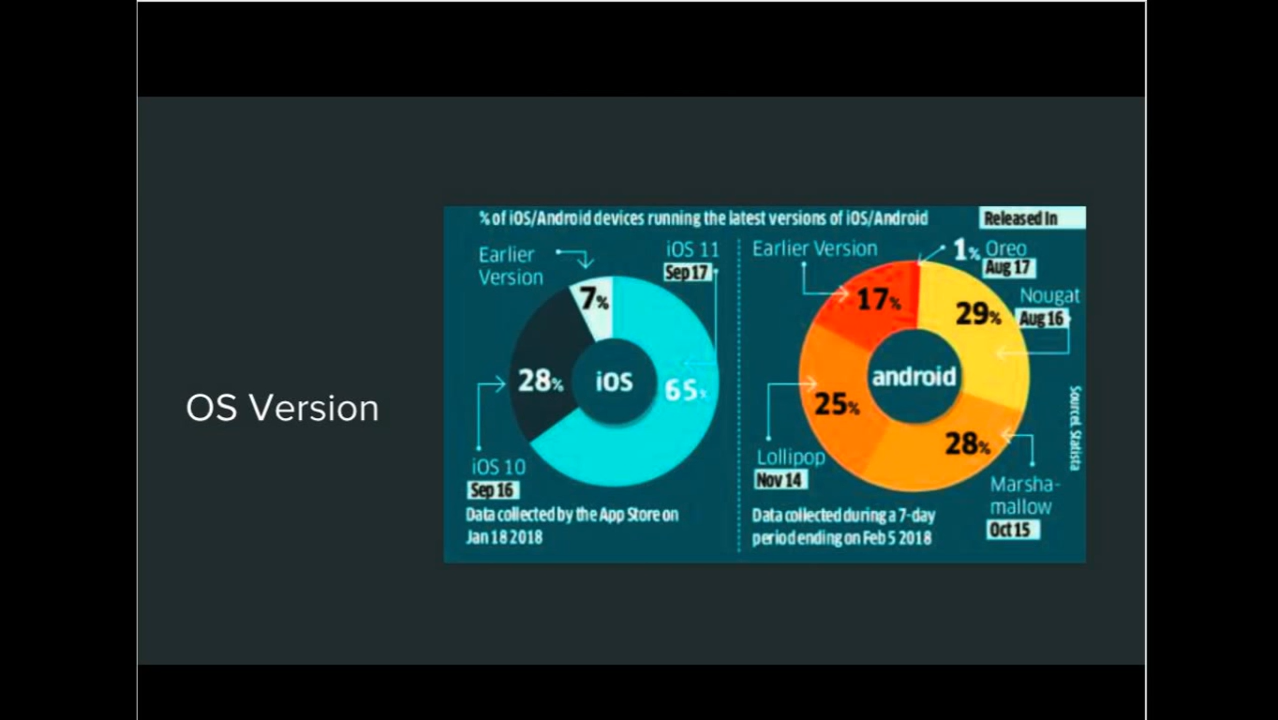 OS Version
% of iOS/Android devices running the latest versions of iOS/Android
Released In
Earlier
Version
iOS 11
Sep 17
7%
28%
iOS
65%
iOS 10
Sep 16
Data collected by the App Store on
Jan 18 2018
Earlier Version
1% Oreo
Aug 17
Nougat
Aug 16
17%
29%
android
25%
28%
Lollipop
Nov 14
Marsha-
mallow
Oct 15
Data collected during a 7-day
period ending on Feb 5 2018
Source: Statista